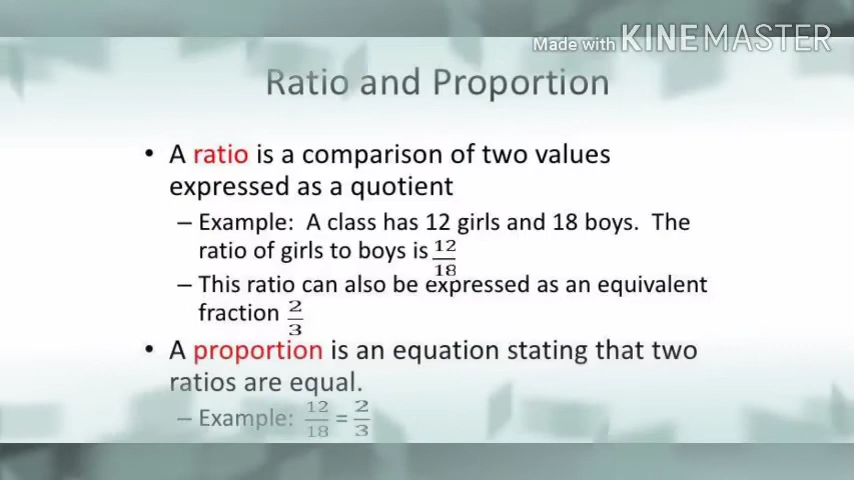 Made with KINEMASTER
Ratio and Proportion
• A ratio is a comparison of two values
expressed as a quotient
– Example: A class has 12 girls and 18 boys. The
ratio of girls to boys is 12/18
– This ratio can also be expressed as an equivalent
fraction 2/3
• A proportion is an equation stating that two
ratios are equal.
– Example: 12/18 = 2/3